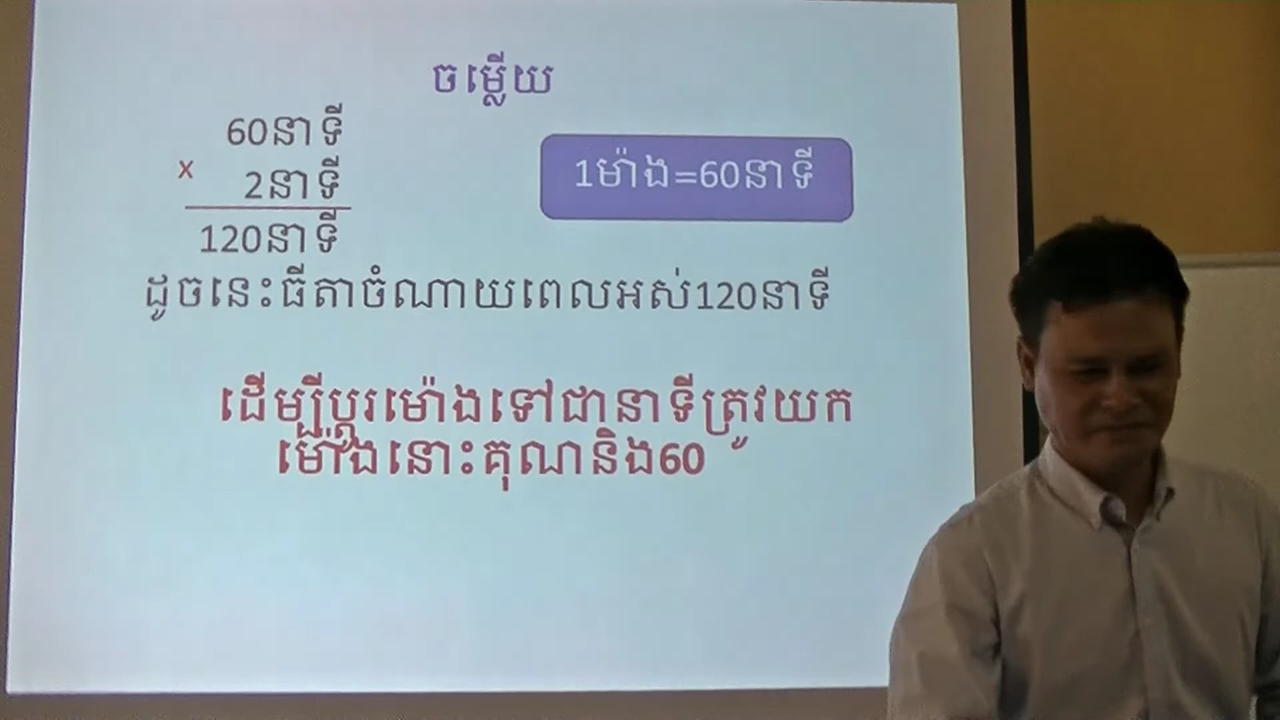 ចម្លើយ
60នាទី
x
2នាទី
120នាទី
1ម៉ាង=60នាទី
ដូចនេះធីតាចំណាយពេលអស់120នាទី
ដើម្បីប្តូរម៉ោងទៅជានាទីត្រូវយក
ម៉ោងនោះគុណនិង60